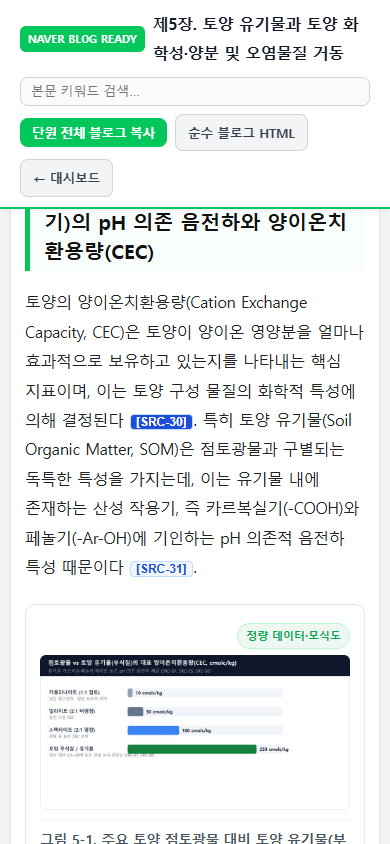 NAVER BLOG READY
제5장. 토양 유기물과 토양 화
학성·양분 및 오염물질 거동
본문 키워드 검색...
단원 전체 블로그 복사
순수 블로그 HTML
← 대시보드
기)의 pH 의존 음전하와 양이온치
환용량(CEC)
토양의 양이온치환용량(Cation Exchange
Capacity, CEC)은 토양이 양이온 영양분을 얼마나
효과적으로 보유하고 있는지를 나타내는 핵심
지표이며, 이는 토양 구성 물질의 화학적 특성에
의해 결정된다 [SRC-30]. 특히 토양 유기물(Soil
Organic Matter, SOM)은 점토광물과 구별되는
독특한 특성을 가지는데, 이는 유기물 내에
존재하는 산성 작용기, 즉 카르복실기(-COOH)와
페놀기(-Ar-OH)에 기인하는 pH 의존적 음전하
특성 때문이다 [SRC-31].
정량 데이터·모식도
점토광물 vs 토양 유기물(부식질)의 대표 양이온치환용량(CEC, cmolc/kg)
카올리나이트 (1:1 점토)
10 cmolc/kg
일라이트 (2:1 비팽창)
30 cmolc/kg
스멕타이트 (2:1 팽창)
100 cmolc/kg
토양 부식질 / 유기물
250 cmolc/kg
그림 5-1. 주요 토양 점토광물 대비 토양 유기물(부